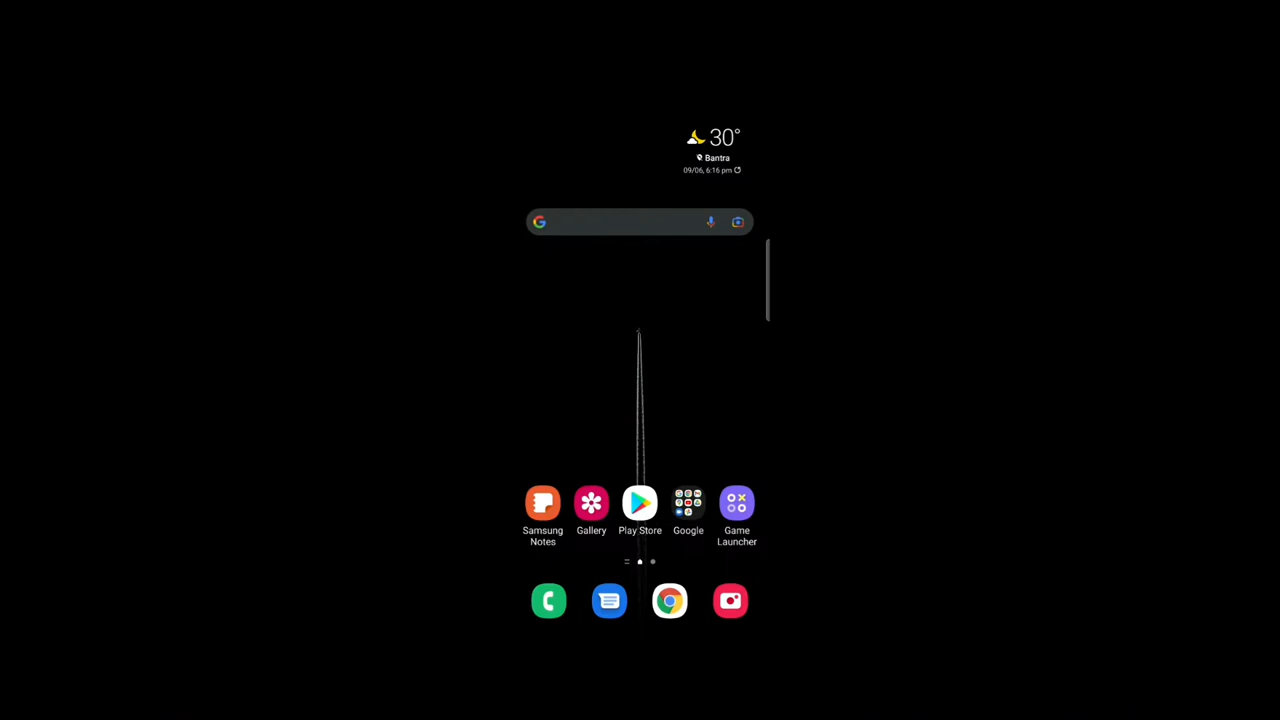 30°
Bantra
09/06, 6:16 pm
Samsung
Notes
Gallery
Play Store
Google
Game
Launcher